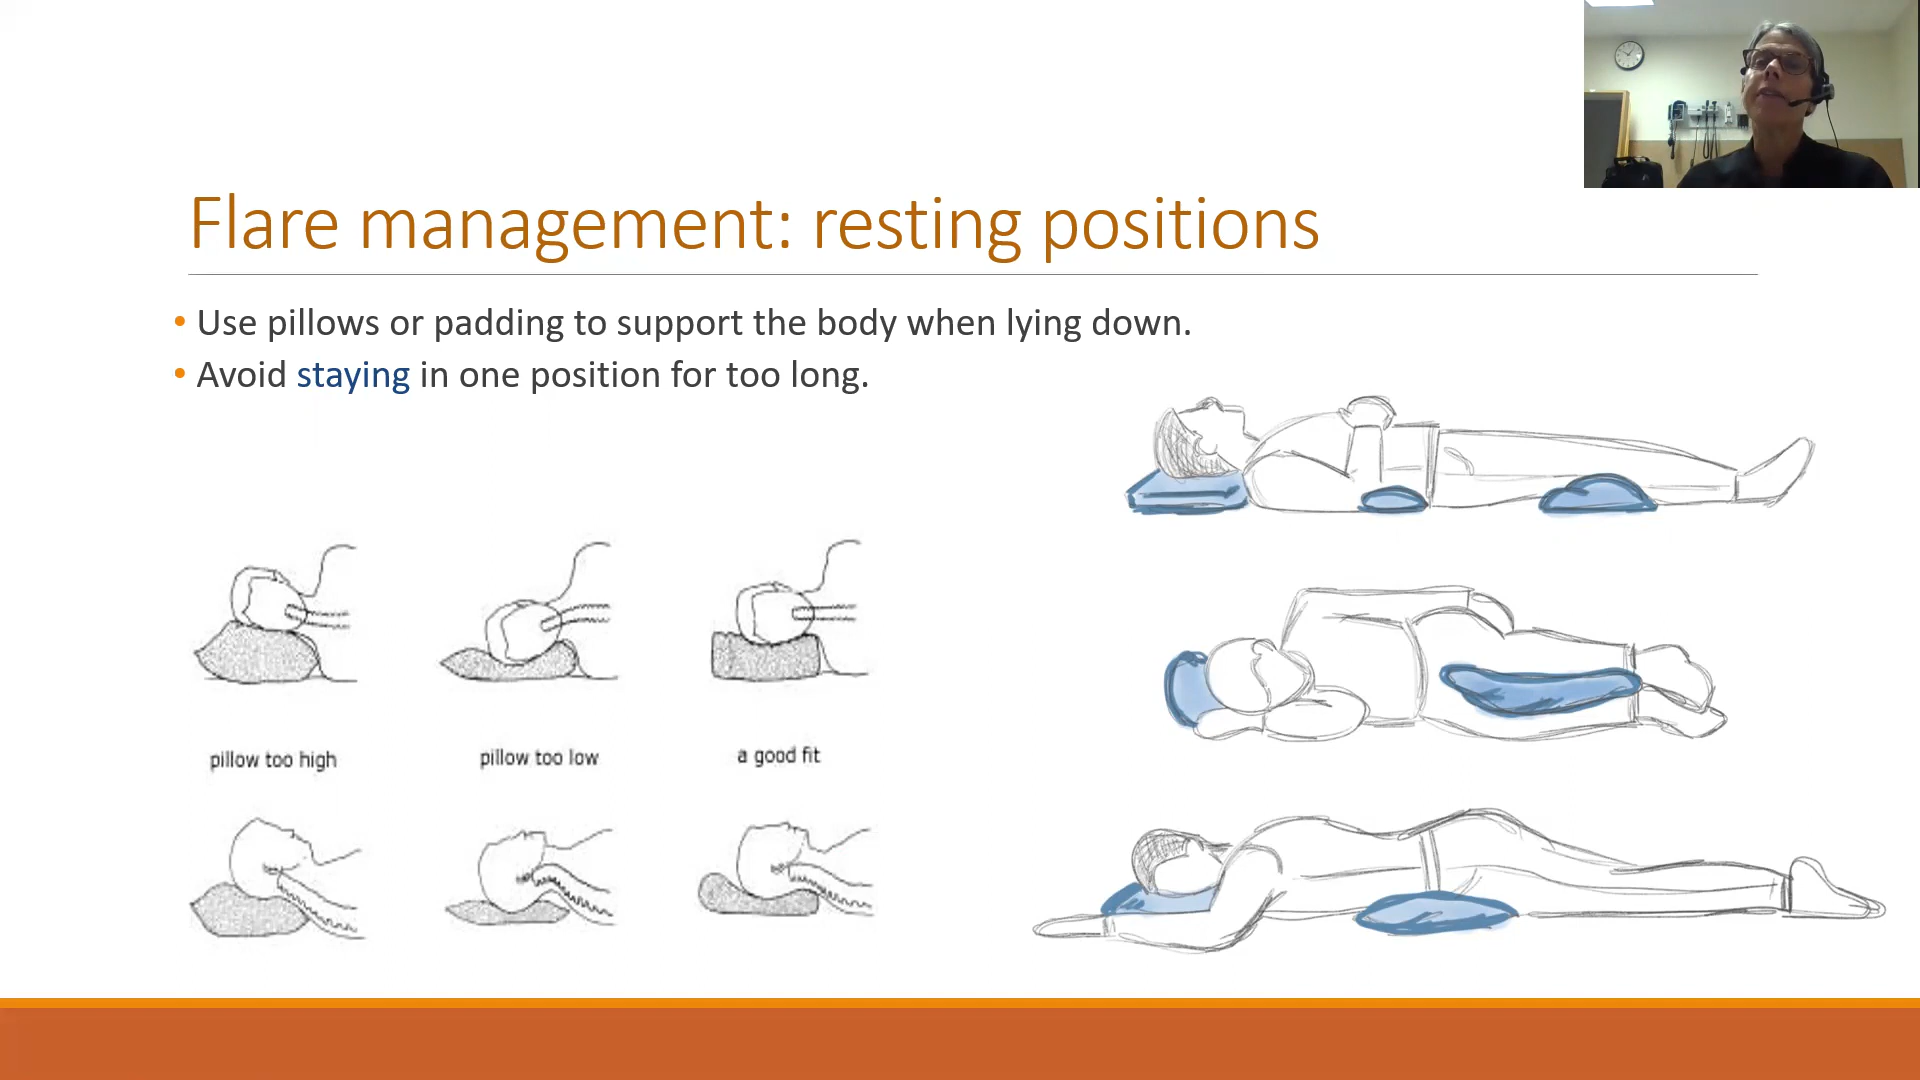 Flare management: resting positions
• Use pillows or padding to support the body when lying down.
• Avoid staying in one position for too long.
pillow too high
pillow too low
a good fit